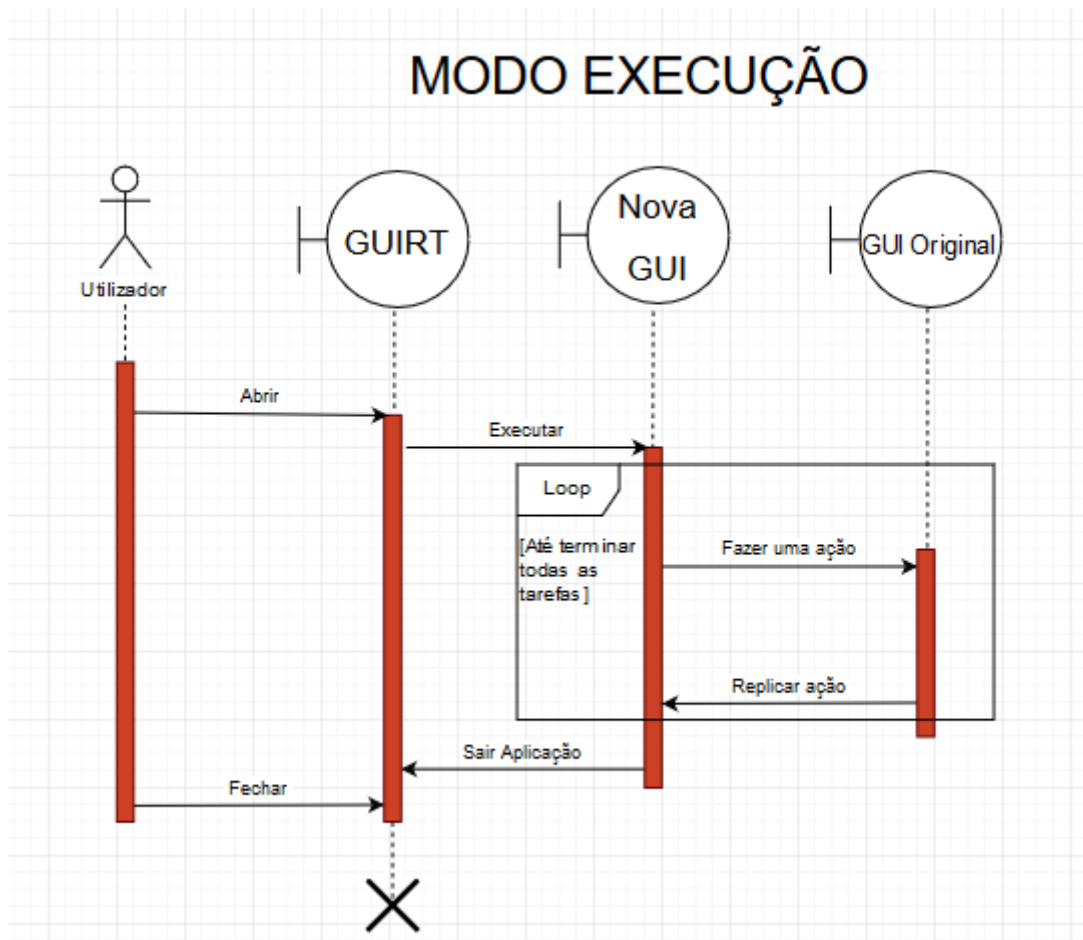 MODO EXECUÇÃO
Utilizador
GUIRT
Nova
GUI
GUI Original
Abrir
Executar
Loop
[Até terminar
todas as
tarefas]
Fazer uma ação
Replicar ação
Sair Aplicação
Fechar